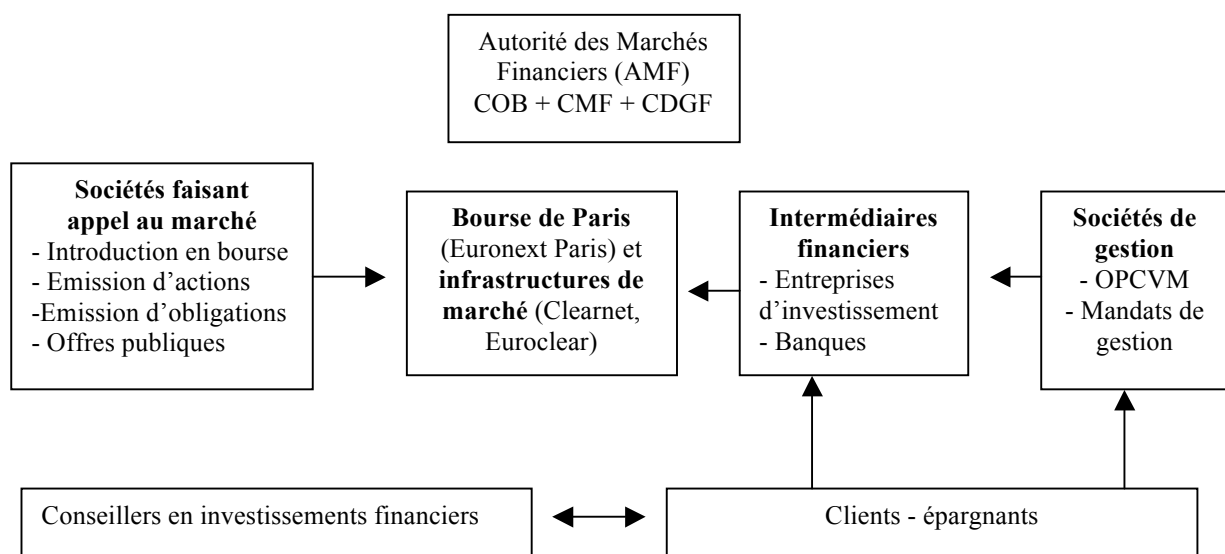 Autorité des Marchés
Financiers (AMF)
COB + CMF + CDGF
Sociétés faisant
appel au marché
- Introduction en bourse
- Emission d’actions
-Emission d’obligations
- Offres publiques
Bourse de Paris
(Euronext Paris) et
infrastructures de
marché (Clearnet,
Euroclear)
Intermédiaires
financiers
- Entreprises
d’investissement
- Banques
Sociétés de
gestion
- OPCVM
- Mandats de
gestion
Conseillers en investissements financiers
Clients - épargnants